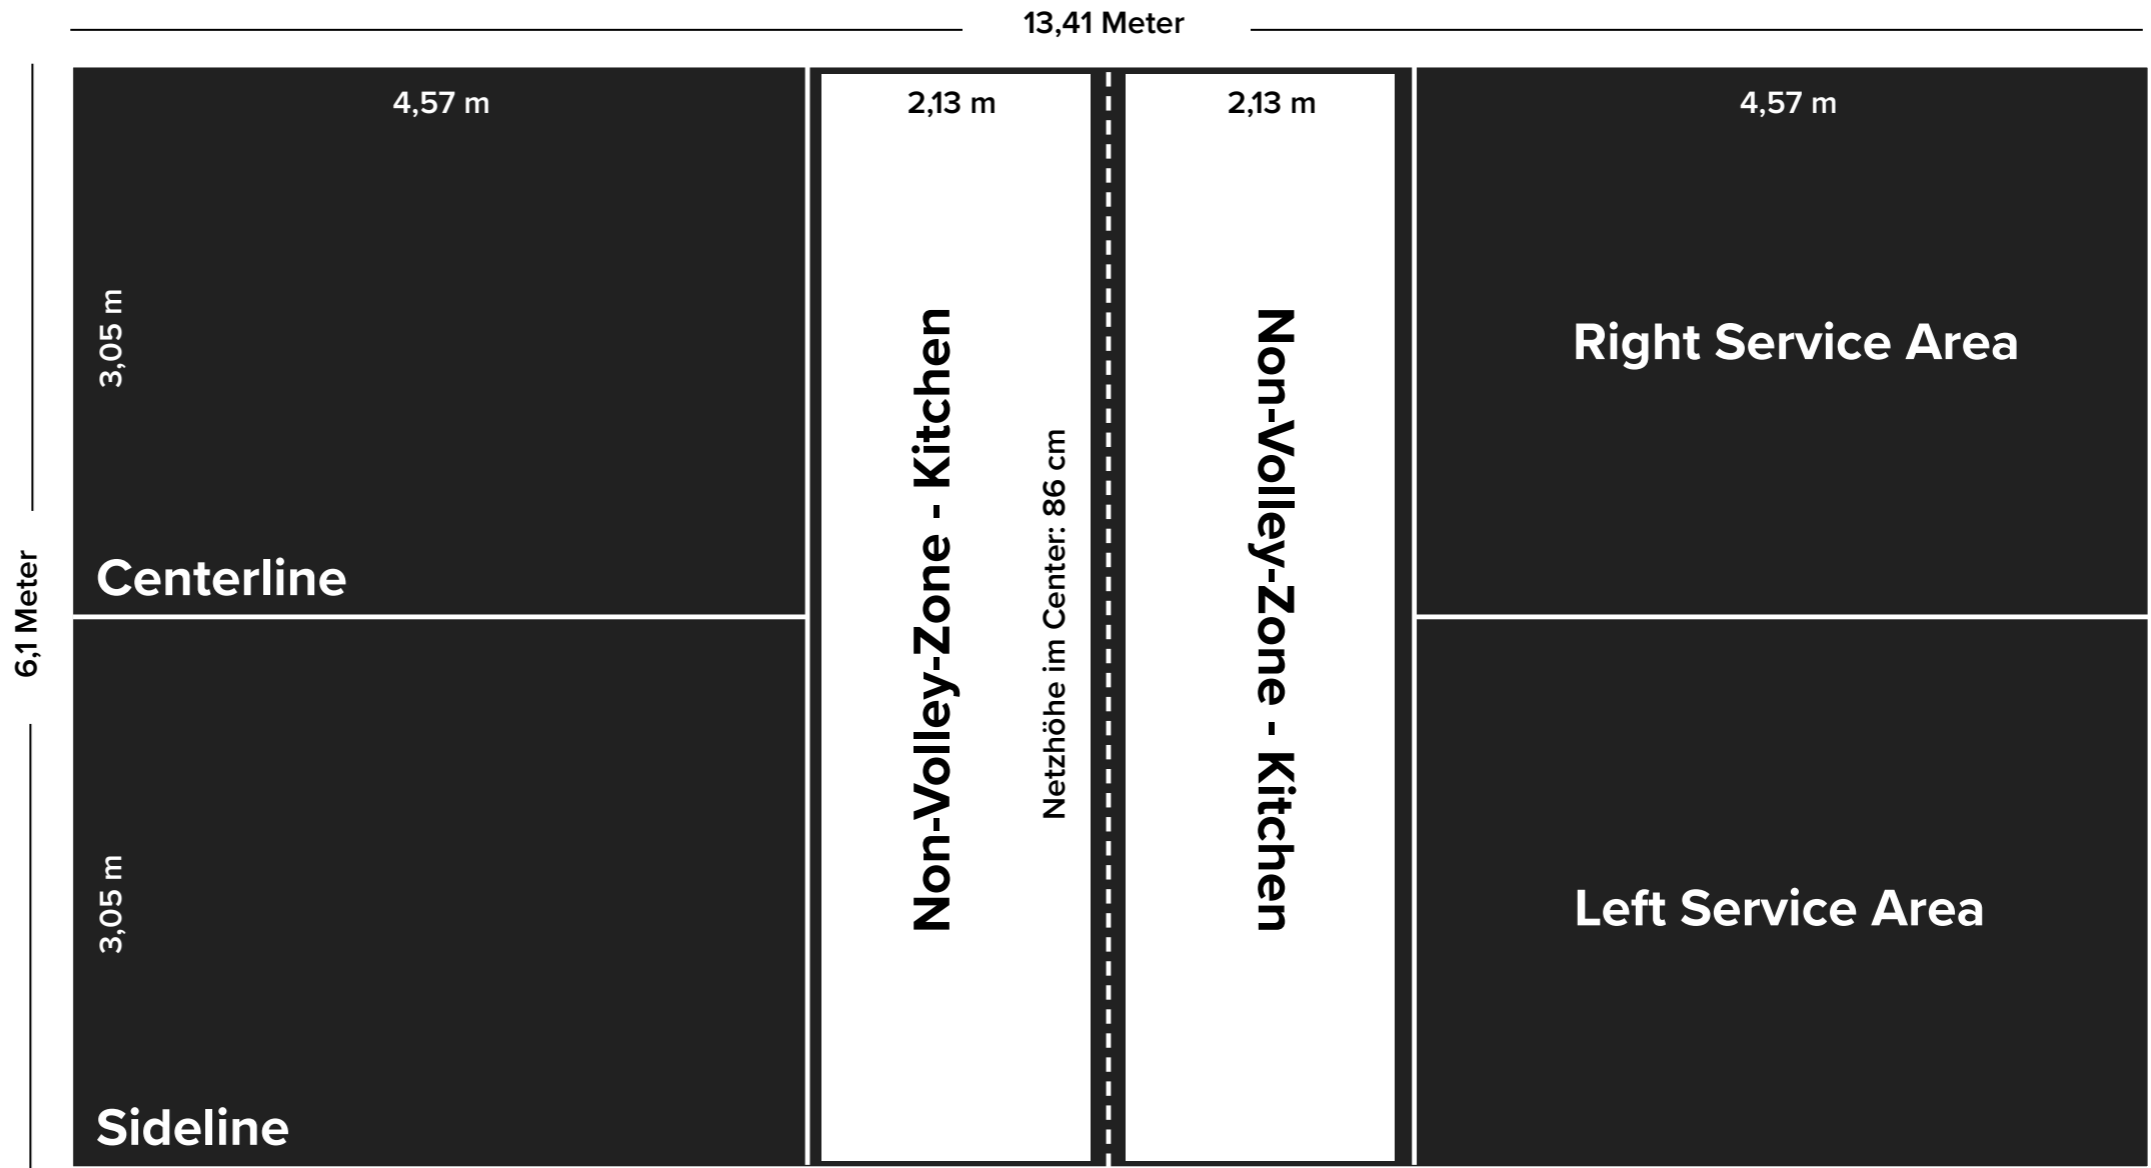 13,41 Meter
4,57 m
2,13 m
2,13 m
4,57 m
6,1 Meter
3,05 m
Centerline
3,05 m
Sideline
Non-Volley-Zone - Kitchen
Netzhöhe im Center: 86 cm
Non-Volley-Zone - Kitchen
Right Service Area
Left Service Area